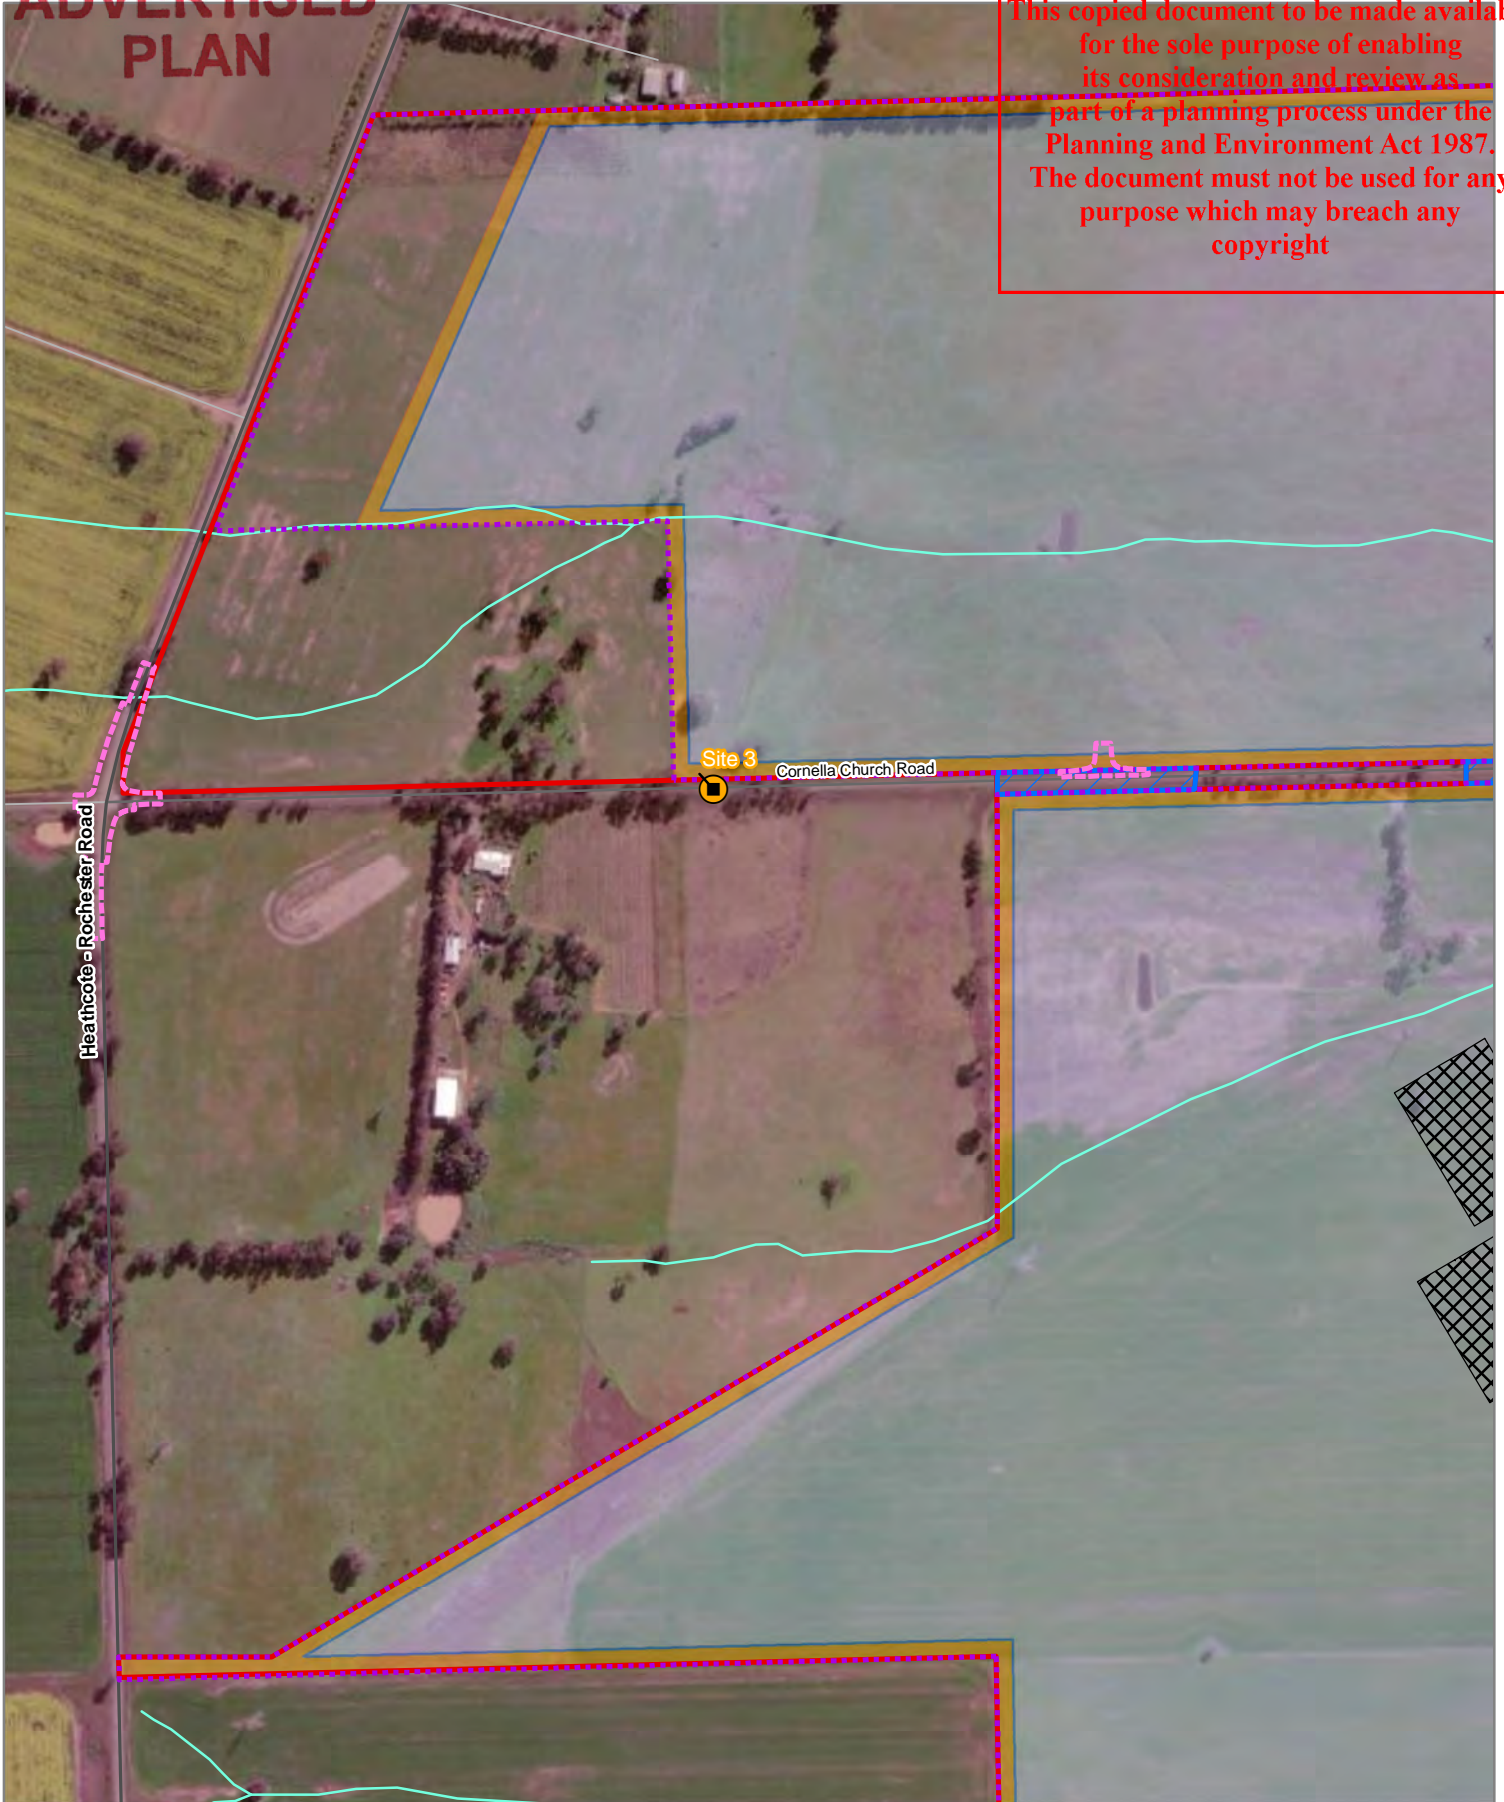 ADVERTISED
PLAN
This copied document to be made availab
for the sole purpose of enabling
its consideration and review as
part of a planning process under the
Planning and Environment Act 1987.
The document must not be used for any
purpose which may breach any
copyright
Site 3
Cornella Church Road
Heathcote - Rochester Road